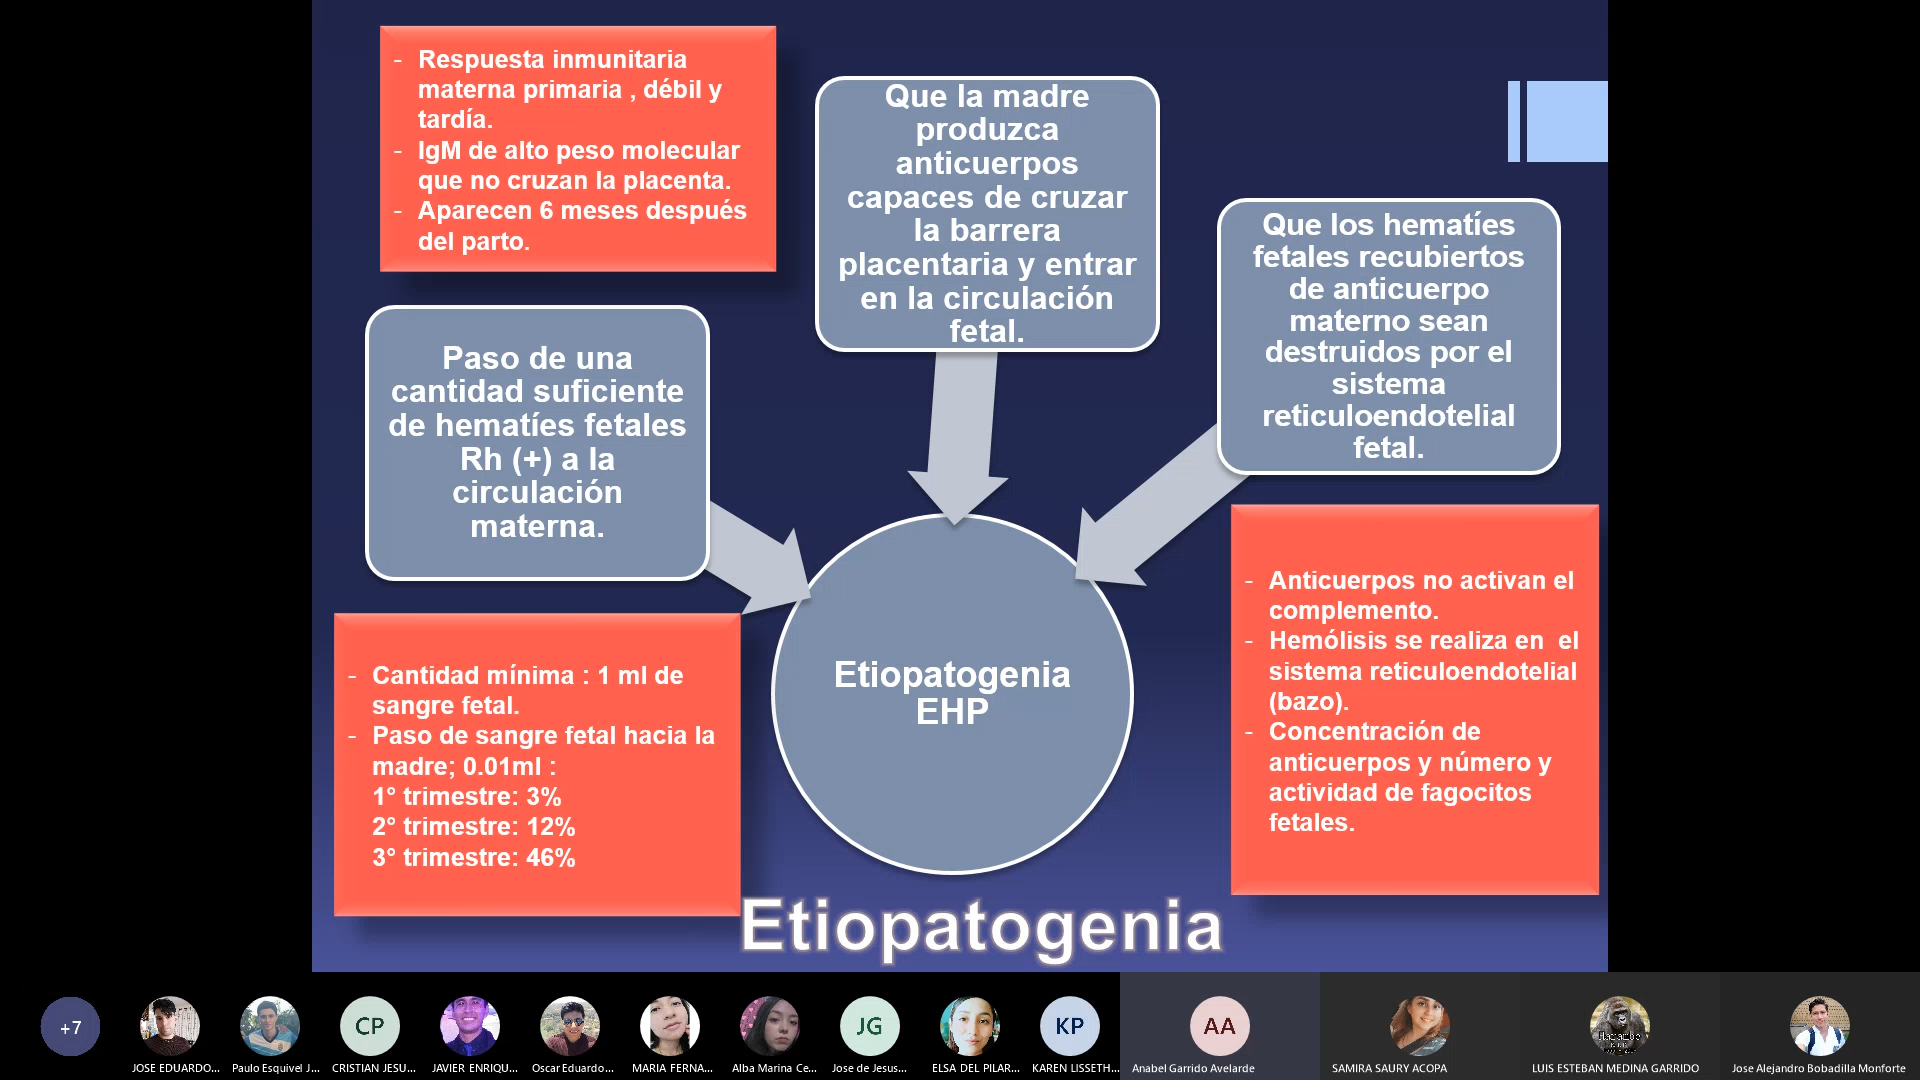 - Respuesta inmunitaria
materna primaria , débil y
tardía.
- IgM de alto peso molecular
que no cruzan la placenta.
- Aparecen 6 meses después
del parto.
Que la madre
produzca
anticuerpos
capaces de cruzar
la barrera
placentaria y entrar
en la circulación
fetal.
Que los hematíes
fetales recubiertos
de anticuerpo
materno sean
destruidos por el
sistema
reticuloendotelial
fetal.
Paso de una
cantidad suficiente
de hematíes fetales
Rh (+) a la
circulación
materna.
- Cantidad mínima : 1 ml de
sangre fetal.
- Paso de sangre fetal hacia la
madre; 0.01ml :
1° trimestre: 3%
2° trimestre: 12%
3° trimestre: 46%
Etiopatogenia
EHP
- Anticuerpos no activan el
complemento.
- Hemólisis se realiza en el
sistema reticuloendotelial
(bazo).
- Concentración de
anticuerpos y número y
actividad de fagocitos
fetales.
Etiopatogenia
+7
CP
JG
KP
AA
JOSE EDUARDO...
Paulo Esquivel J...
CRISTIAN JESU...
JAVIER ENRIQU...
Oscar Eduardo...
MARIA FERNA...
Alba Marina Ce...
Jose de Jesus...
ELSA DEL PILAR...
KAREN LISSETH...
Anabel Garrido Avelarde
SAMIRA SAURY ACOPA
LUIS ESTEBAN MEDINA GARRIDO
Jose Alejandro Bobadilla Monforte